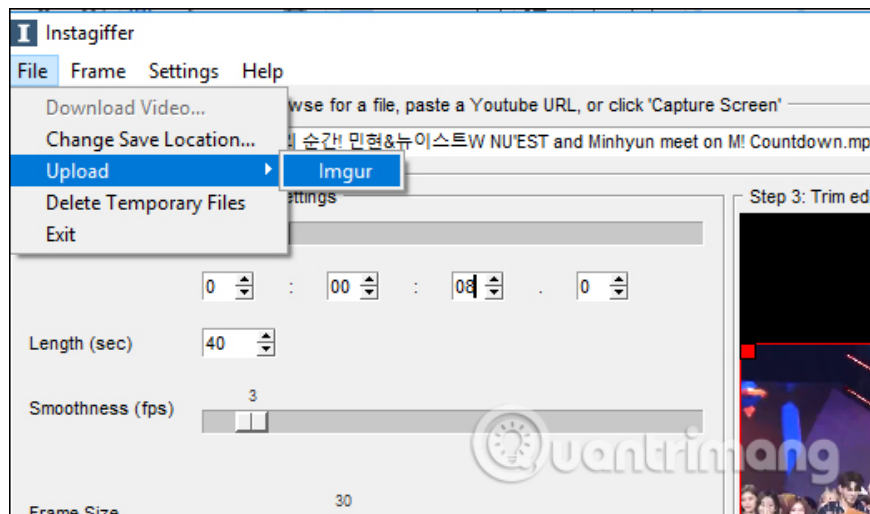 Instagiffer
File Frame Settings Help
wse for a file, paste a Youtube URL, or click 'Capture Screen'
Download Video...
Change Save Location...
순간! 민현&뉴이스트W NU'EST and Minhyun meet on M! Countdown.mp
Upload Imgur
Delete Temporary Files
ettings
Step 3: Trim ed
Exit
0 : 00 : 08 . 0
Length (sec) 40
Smoothness (fps) 3
Quantrimang
Frame Size 30